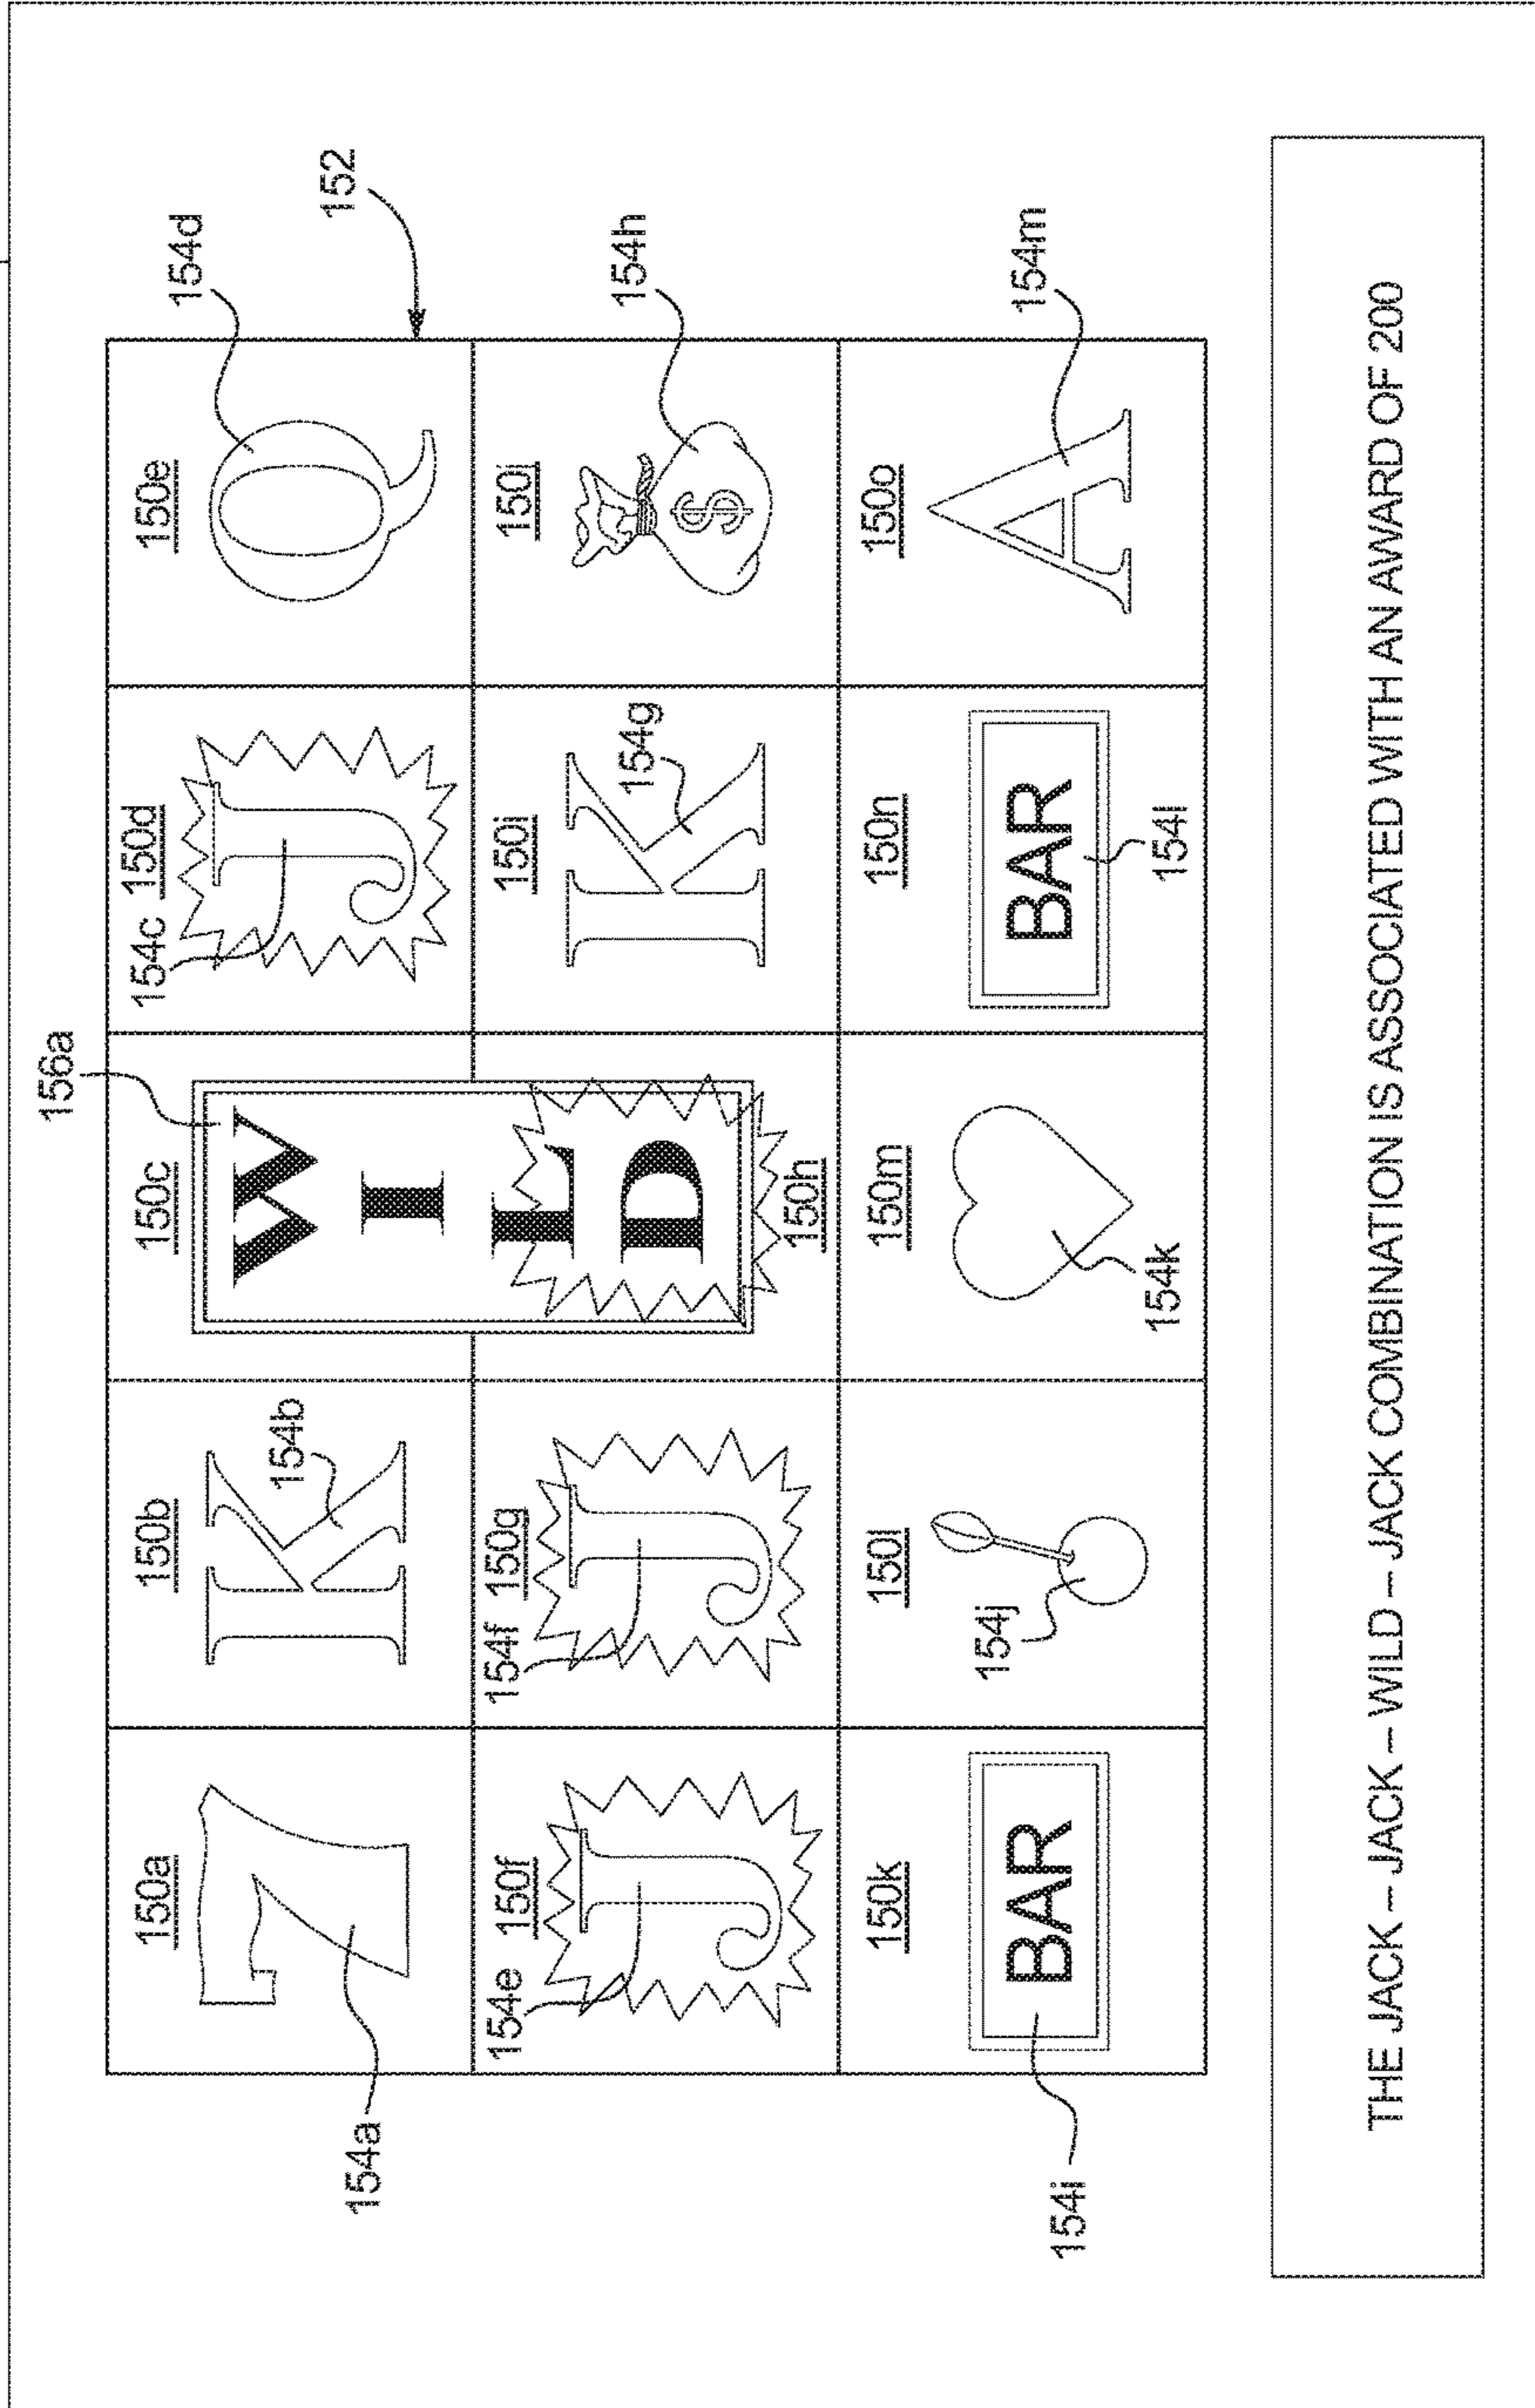 156a
152
150a
150b
150c
150d
150e
154a
7
K
154b
W
I
L
D
154c
J
Q
154d
150f
150g
150h
150i
150j
154e
J
154f
J
K
154g
$
154h
150k
150l
150m
150n
150o
154i
BAR
154j
154k
BAR
154l
A
154m
THE JACK – JACK – WILD – JACK COMBINATION IS ASSOCIATED WITH AN AWARD OF 200